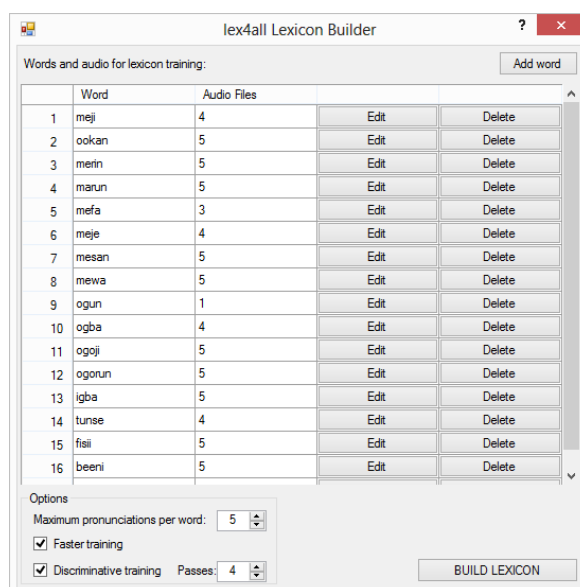 lex4all Lexicon Builder ? ×
Words and audio for lexicon training: Add word
Word Audio Files
1 meji 4 Edit Delete
2 ookan 5 Edit Delete
3 merin 5 Edit Delete
4 marun 5 Edit Delete
5 mefa 3 Edit Delete
6 meje 4 Edit Delete
7 mesan 5 Edit Delete
8 mewa 5 Edit Delete
9 ogun 1 Edit Delete
10 ogba 4 Edit Delete
11 ogoji 5 Edit Delete
12 ogorun 5 Edit Delete
13 igba 5 Edit Delete
14 tunse 4 Edit Delete
15 fisii 5 Edit Delete
16 beeni 5 Edit Delete
Options
Maximum pronunciations per word: 5
Faster training
Discriminative training Passes: 4 BUILD LEXICON